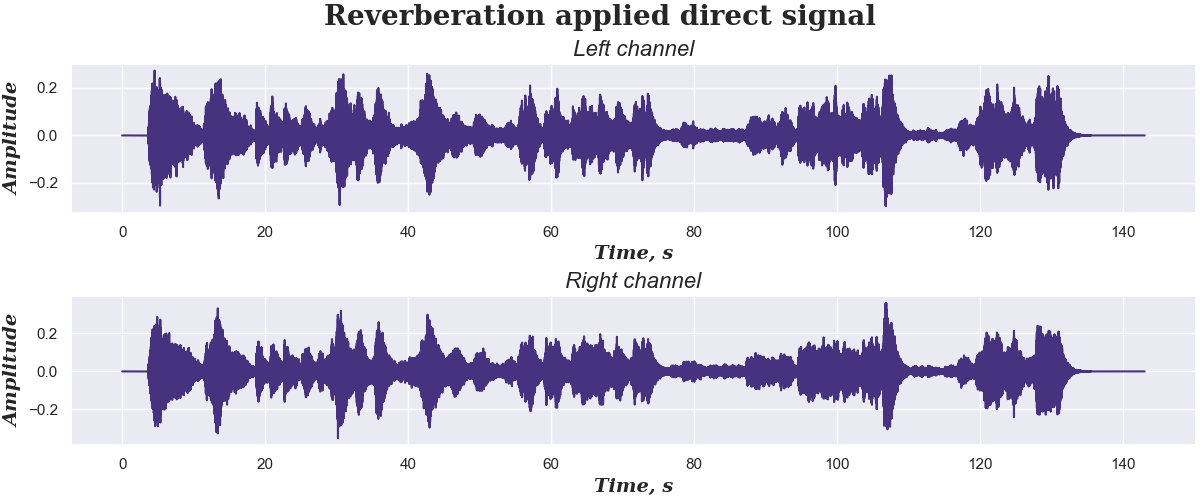 Reverberation applied direct signal
Left channel
Amplitude
0.2
0.0
−0.2
0 20 40 60 80 100 120 140
Time, s
Right channel
Amplitude
0.2
0.0
−0.2
0 20 40 60 80 100 120 140
Time, s